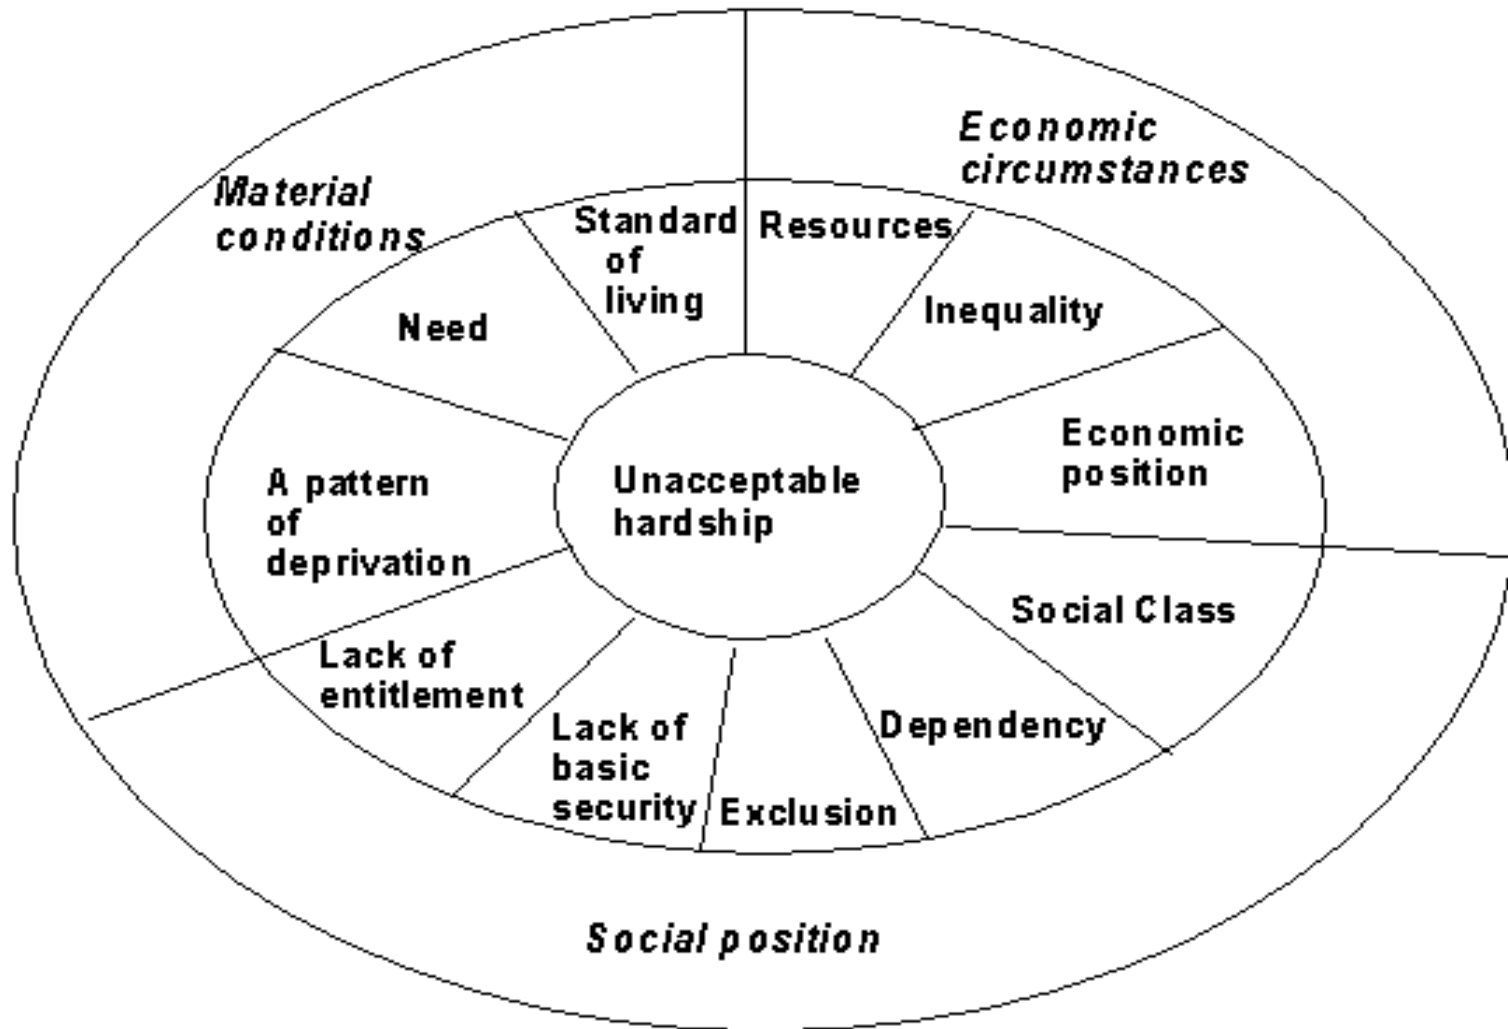 Economic
circumstances
Material
conditions
Standard
of
living
Resources
Need
Inequality
Economic
position
A pattern
of
deprivation
Unacceptable
hardship
Social Class
Lack of
entitlement
Lack of
basic
security
Exclusion
Dependency
Social position